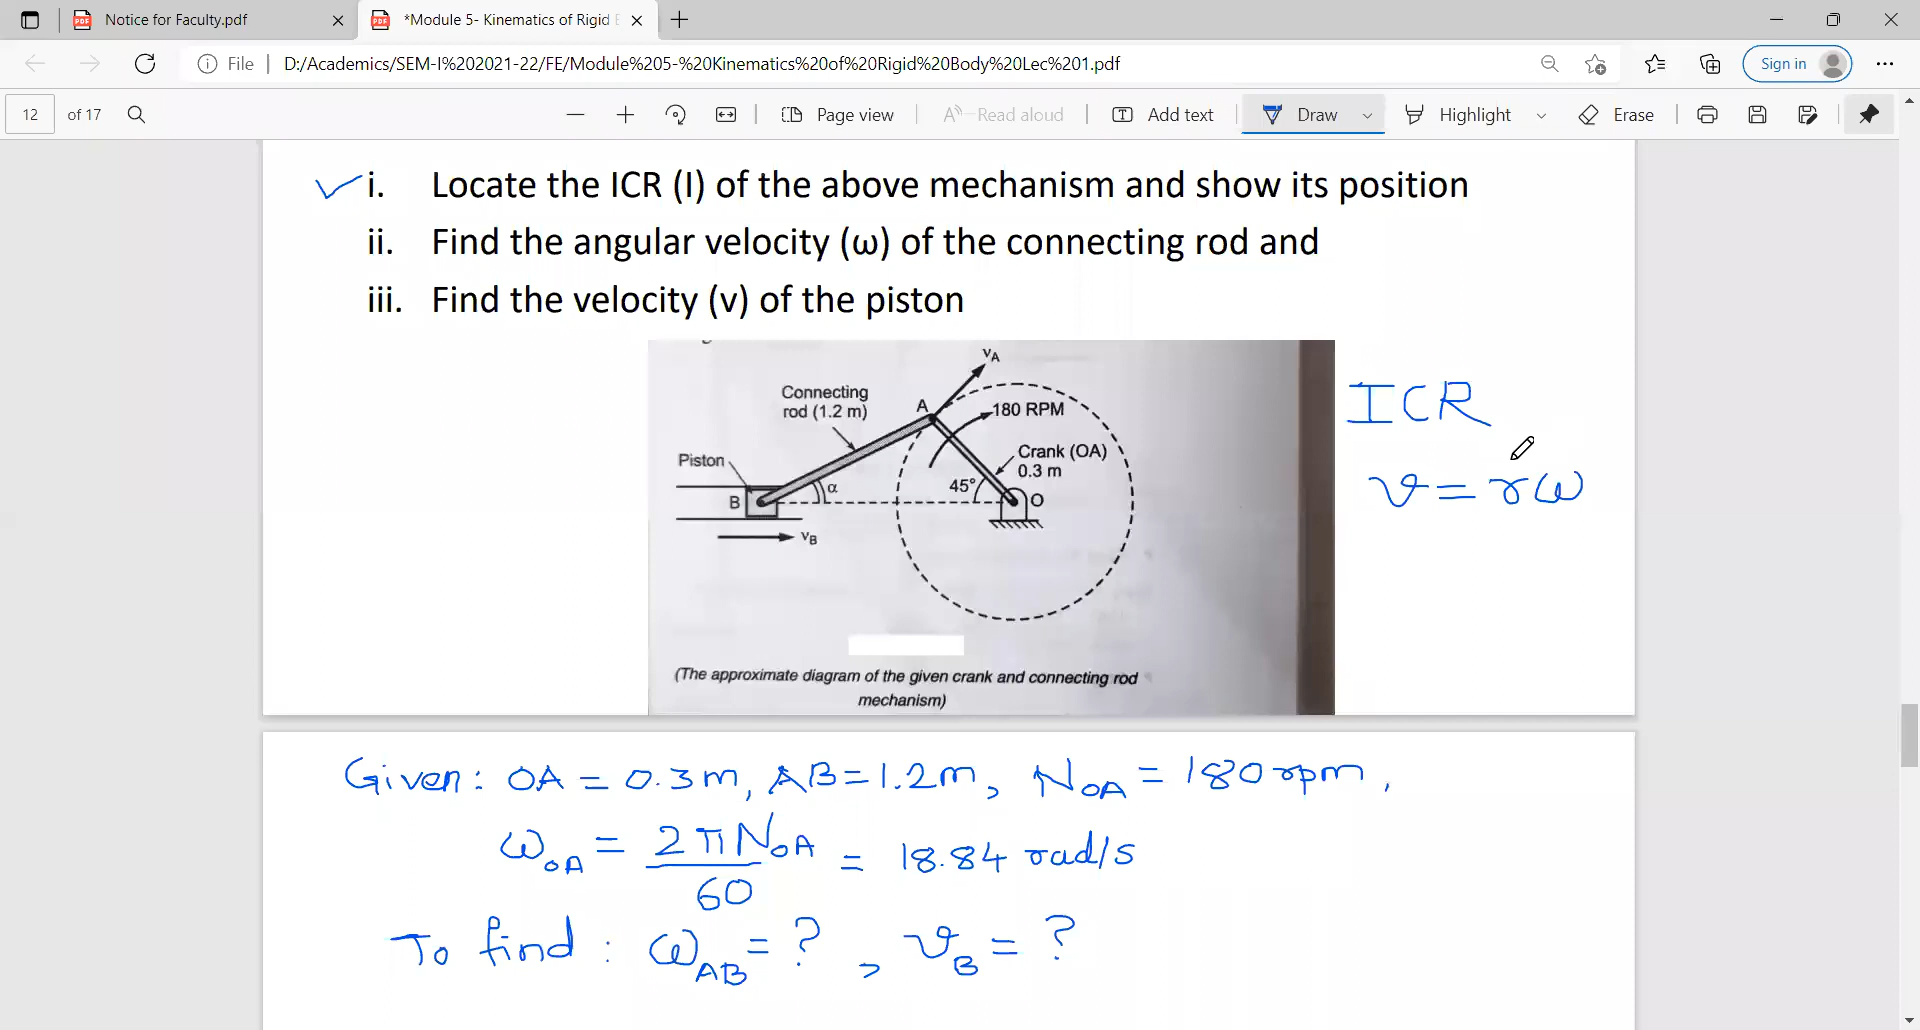 Notice for Faculty.pdf
*Module 5- Kinematics of Rigid
File
D:/Academics/SEM-I%202021-22/FE/Module%205-%20Kinematics%20of%20Rigid%20Body%20Lec%201.pdf
Sign in
12 of 17
Page view
Read aloud
Add text
Draw
Highlight
Erase
i. Locate the ICR (I) of the above mechanism and show its position
ii. Find the angular velocity (ω) of the connecting rod and
iii. Find the velocity (v) of the piston
vA
Connecting
rod (1.2 m)
A
180 RPM
Crank (OA)
0.3 m
Piston
B
α
45°
O
vB
(The approximate diagram of the given crank and connecting rod
mechanism)
ICR
v = rω
Given: OA = 0.3m, AB = 1.2m, N_OA = 180 rpm,
ω_OA = 2πN_OA / 60 = 18.84 rad/s
To find: ω_AB = ?, v_B = ?